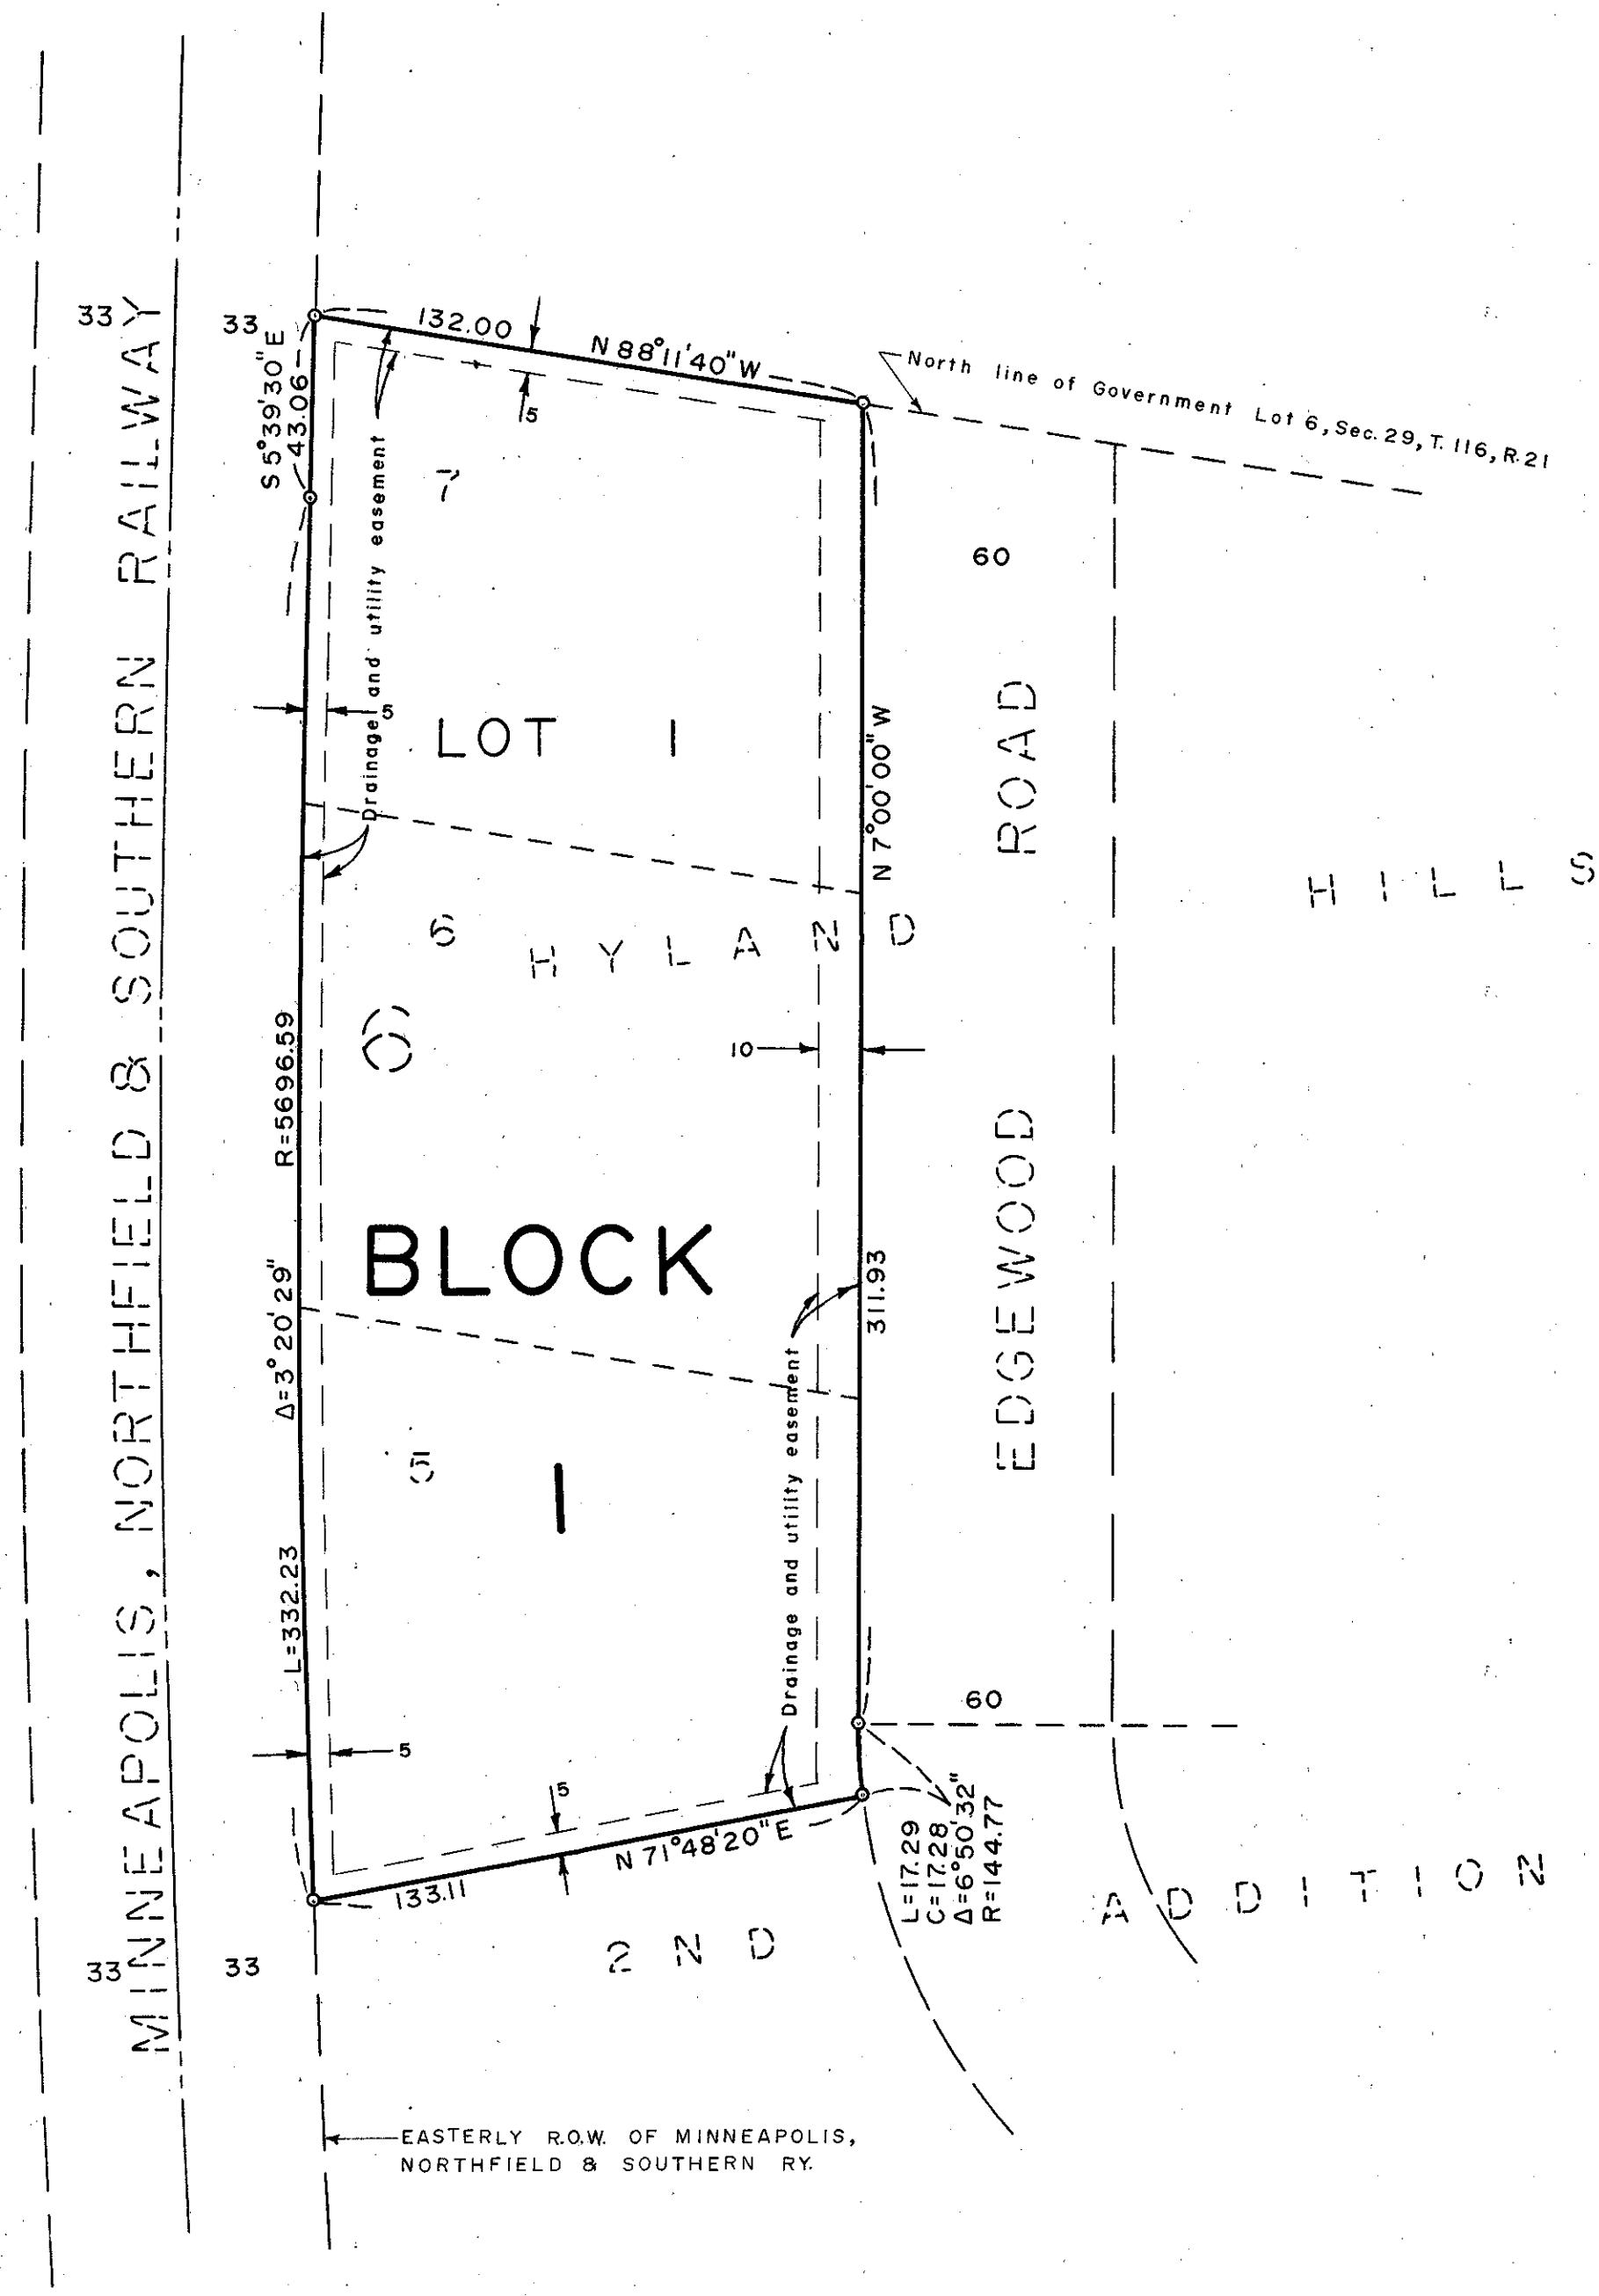 33
33
MINNEAPOLIS, NORTHFIELD & SOUTHERN RAILWAY
S 5°39'30"E
43.06
132.00
N 88°11'40"W
5
North line of Government Lot 6, Sec. 29, T. 116, R. 21
7
Drainage and utility easement
60
5
LOT 1
N 7°00'00"W
EDGEWOOD ROAD
HYLAND HILLS
6
6
10
R=5696.59
BLOCK
311.93
Δ=3°20'29"
Drainage and utility easement
5
1
L=332.23
60
5
5
N 71°48'20"E
133.11
L=17.29
C=17.28
Δ=6°50'32"
R=144.77
2ND ADDITION
33
33
EASTERLY R.O.W. OF MINNEAPOLIS,
NORTHFIELD & SOUTHERN RY.